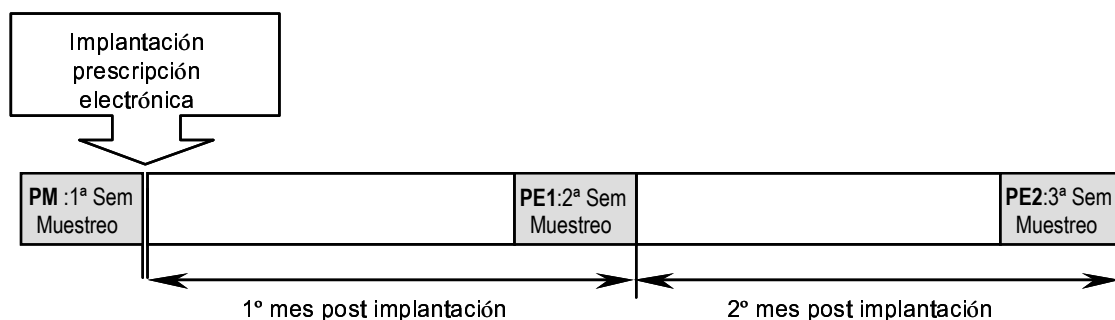 Implantación
prescripción
electrónica
PM :1ª Sem
Muestreo
PE1:2ª Sem
Muestreo
PE2:3ª Sem
Muestreo
1º mes post implantación
2º mes post implantación